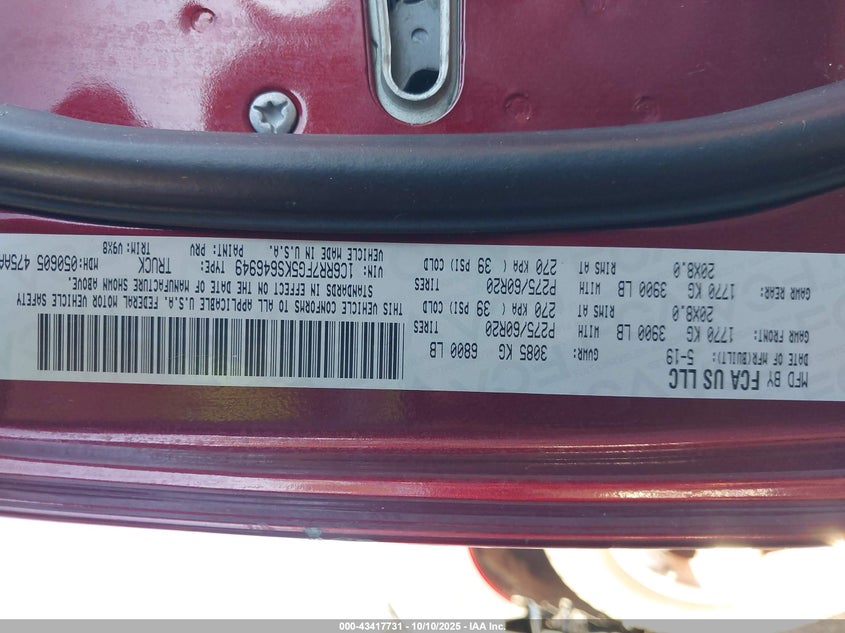 MFD BY FCA US LLC
DATE OF MFR(BUILT): 5-19 GVWR: 3085 KG 6800 LB
GAWR FRONT: 1770 KG 3900 LB WITH TIRES P275/60R20
RIMS AT 20X8.0 270 KPA ( 39 PSI) COLD
GAWR REAR: 1770 KG 3900 LB WITH TIRES P275/60R20
RIMS AT 20X8.0 270 KPA ( 39 PSI) COLD
THIS VEHICLE CONFORMS TO ALL APPLICABLE U.S.A. FEDERAL MOTOR VEHICLE SAFETY
STANDARDS IN EFFECT ON THE DATE OF MANUFACTURE SHOWN ABOVE.
VIN: 1C6RR7FG5KS646949 TYPE: TRUCK MDH:050605 475AA
VEHICLE MADE IN U.S.A. PAINT: PRV TRIM: V9X8
000-43417731 - 10/10/2025 - IAA Inc.